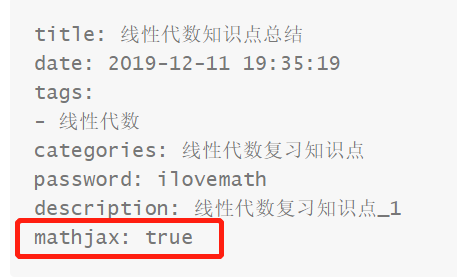 title: 线性代数知识点总结
date: 2019-12-11 19:35:19
tags:
- 线性代数
categories: 线性代数复习知识点
password: ilovemath
description: 线性代数复习知识点_1
mathjax: true